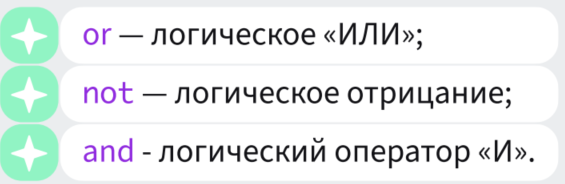 or — логическое «ИЛИ»;
not — логическое отрицание;
and - логический оператор «И».